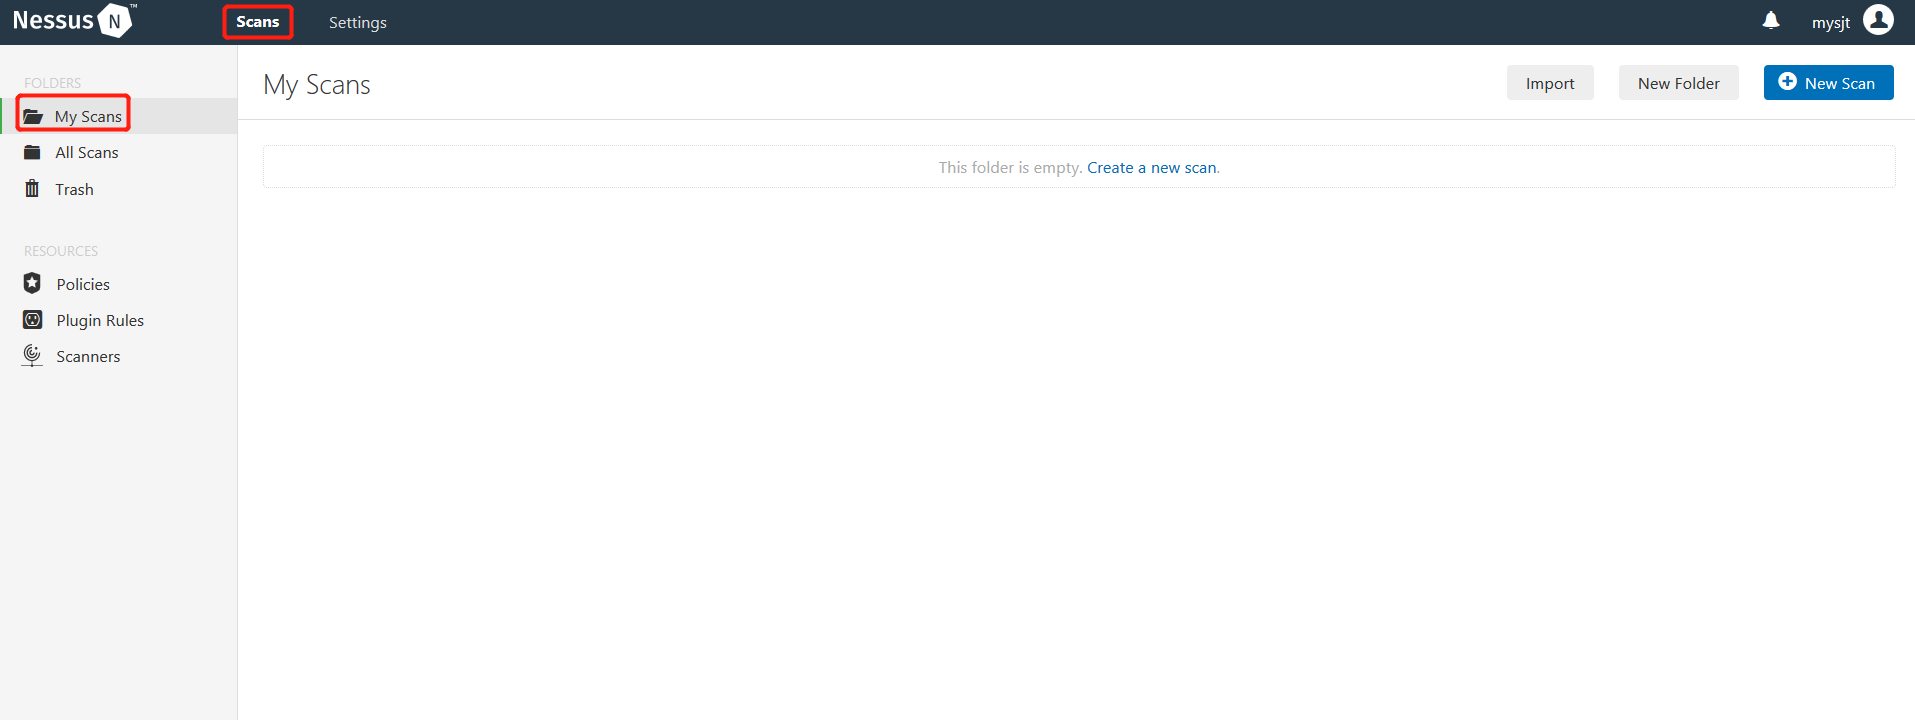 Nessus N ™
Scans
Settings
mysjt
FOLDERS
My Scans
All Scans
Trash
RESOURCES
Policies
Plugin Rules
Scanners
My Scans
Import
New Folder
New Scan
This folder is empty. Create a new scan.